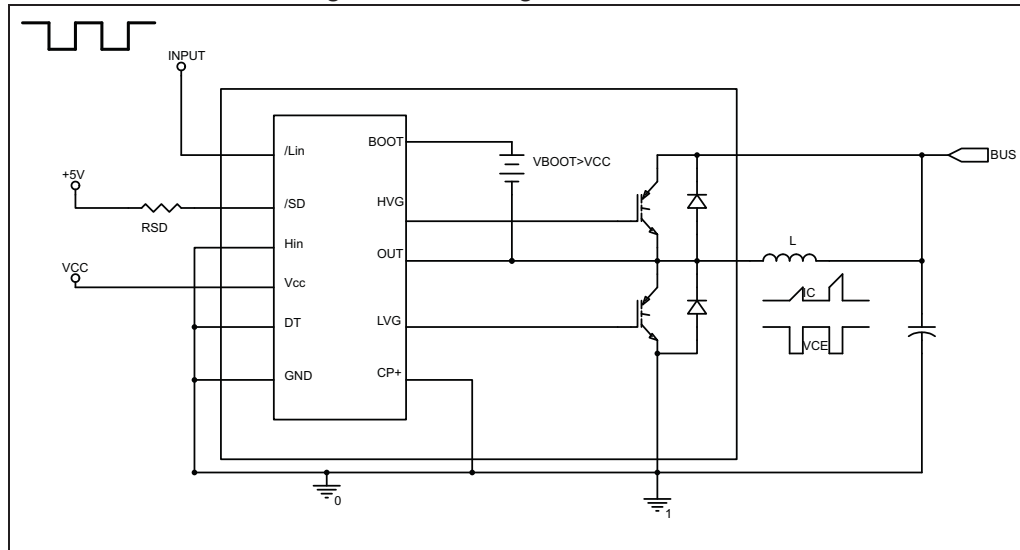 INPUT
/Lin
BOOT
VBOOT>VCC
BUS
+5V
/SD
HVG
RSD
Hin
OUT
L
VCC
Vcc
IC
DT
LVG
VCE
GND
CP+
0
1